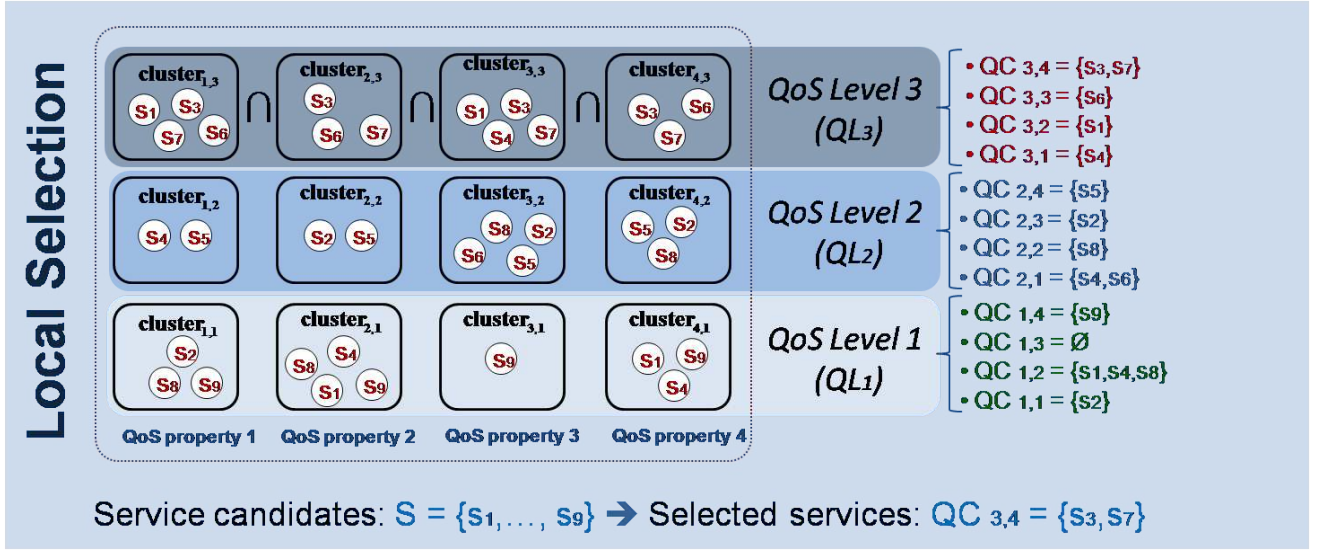 Local Selection
cluster1,3
S1 S3 S7 S6
∩
cluster2,3
S3 S6 S7
∩
cluster3,3
S1 S3 S4 S7
∩
cluster4,3
S3 S6 S7
QoS Level 3
(QL3)
• QC 3,4 = {s3,s7}
• QC 3,3 = {s6}
• QC 3,2 = {s1}
• QC 3,1 = {s4}
cluster1,2
S4 S5
cluster2,2
S2 S5
cluster3,2
S8 S2 S6 S5
cluster4,2
S5 S2 S8
QoS Level 2
(QL2)
• QC 2,4 = {s5}
• QC 2,3 = {s2}
• QC 2,2 = {s8}
• QC 2,1 = {s4,s6}
cluster1,1
S2 S8 S9
cluster2,1
S8 S4 S1 S9
cluster3,1
S9
cluster4,1
S1 S9 S4
QoS Level 1
(QL1)
• QC 1,4 = {s9}
• QC 1,3 = Ø
• QC 1,2 = {s1,s4,s8}
• QC 1,1 = {s2}
QoS property 1
QoS property 2
QoS property 3
QoS property 4
Service candidates: S = {s1,..., s9} ➔ Selected services: QC 3,4 = {s3,s7}